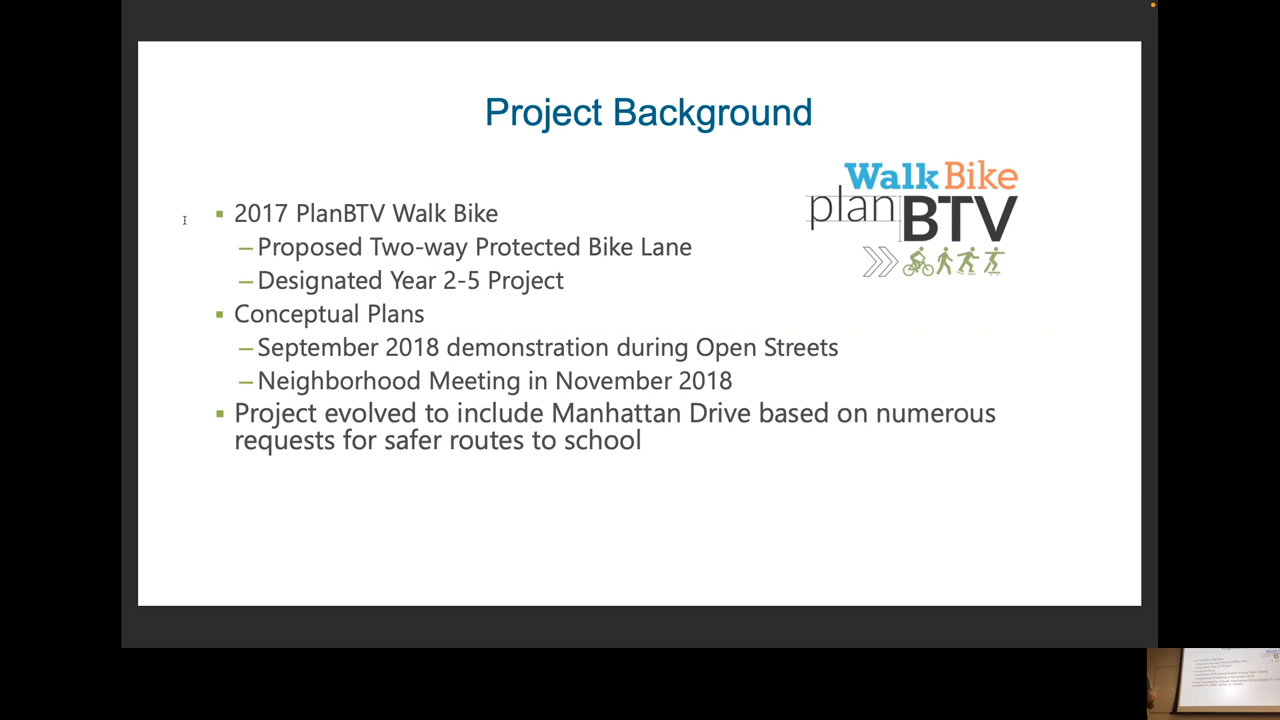 Project Background
Walk Bike
plan BTV
▪ 2017 PlanBTV Walk Bike
–Proposed Two-way Protected Bike Lane
–Designated Year 2-5 Project
▪ Conceptual Plans
–September 2018 demonstration during Open Streets
–Neighborhood Meeting in November 2018
▪ Project evolved to include Manhattan Drive based on numerous
requests for safer routes to school